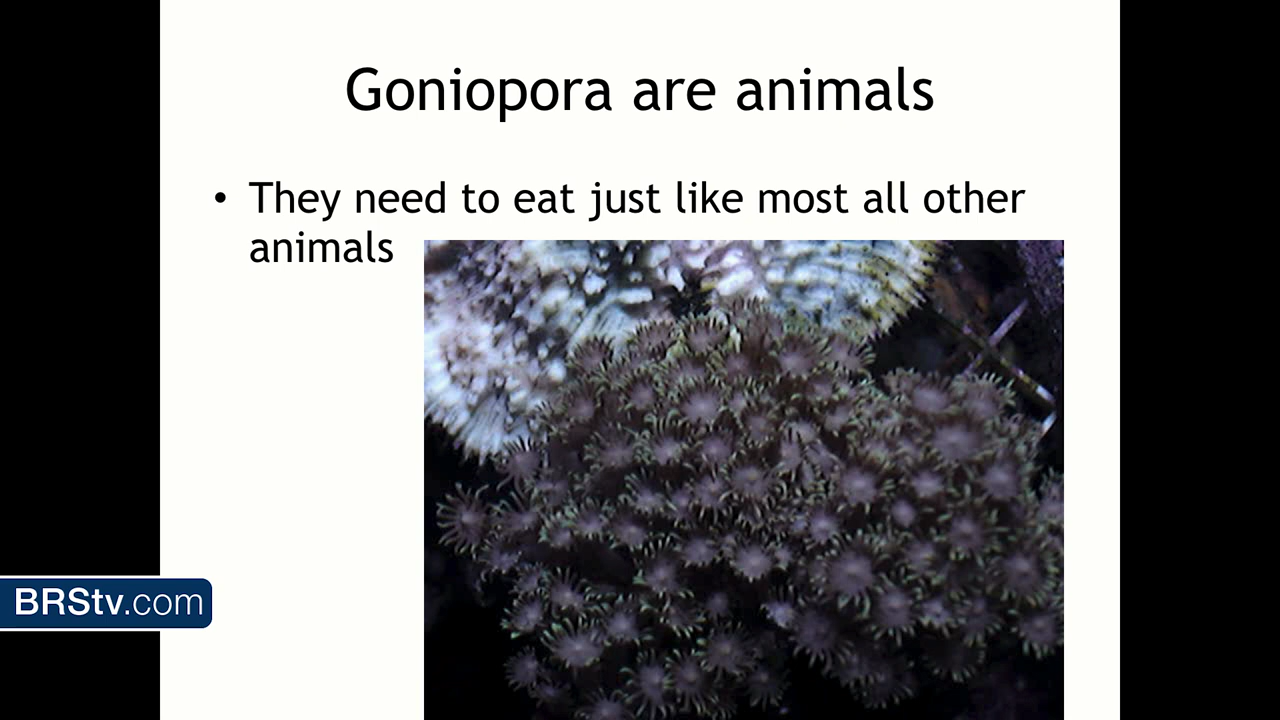 Goniopora are animals
• They need to eat just like most all other
animals
BRStv.com